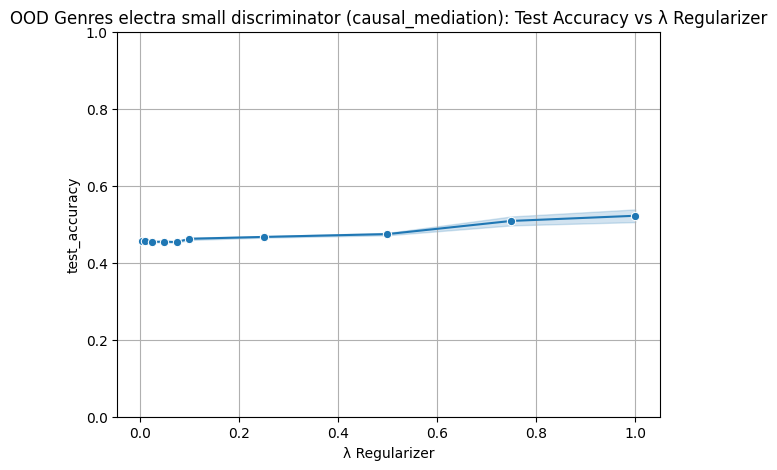 OOD Genres electra small discriminator (causal_mediation): Test Accuracy vs λ Regularizer
1.0
0.8
0.6
0.4
0.2
0.0
test_accuracy
0.0 0.2 0.4 0.6 0.8 1.0
λ Regularizer